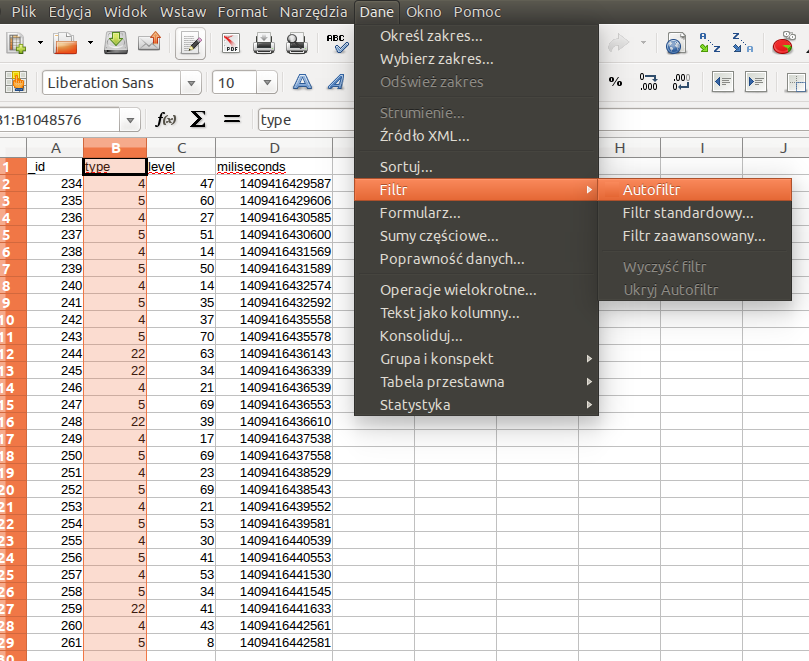 Plik Edycja Widok Wstaw Format Narzędzia Dane Okno Pomoc
PDF ABC A Z Z A
Liberation Sans 10 A A % .000 .000
B1:B1048576 f(x) Σ = type
Określ zakres...
Wybierz zakres...
Odśwież zakres
Strumienie...
Źródło XML...
Sortuj...
Filtr
Formularz...
Sumy częściowe...
Poprawność danych...
Operacje wielokrotne...
Tekst jako kolumny...
Konsoliduj...
Grupa i konspekt
Tabela przestawna
Statystyka
Autofiltr
Filtr standardowy...
Filtr zaawansowany...
Wyczyść filtr
Ukryj Autofiltr
A B C D H I J
1 _id type level miliseconds
2 234 4 47 1409416429587
3 235 5 60 1409416429606
4 236 4 27 1409416430585
5 237 5 51 1409416430600
6 238 4 14 1409416431569
7 239 5 50 1409416431589
8 240 4 14 1409416432574
9 241 5 35 1409416432592
10 242 4 37 1409416435558
11 243 5 70 1409416435578
12 244 22 63 1409416436143
13 245 22 34 1409416436339
14 246 4 21 1409416436539
15 247 5 69 1409416436553
16 248 22 39 1409416436610
17 249 4 17 1409416437538
18 250 5 69 1409416437558
19 251 4 23 1409416438529
20 252 5 69 1409416438543
21 253 4 21 1409416439552
22 254 5 53 1409416439581
23 255 4 30 1409416440539
24 256 5 41 1409416440553
25 257 4 53 1409416441530
26 258 5 34 1409416441545
27 259 22 41 1409416441633
28 260 4 43 1409416442561
29 261 5 8 1409416442581
30